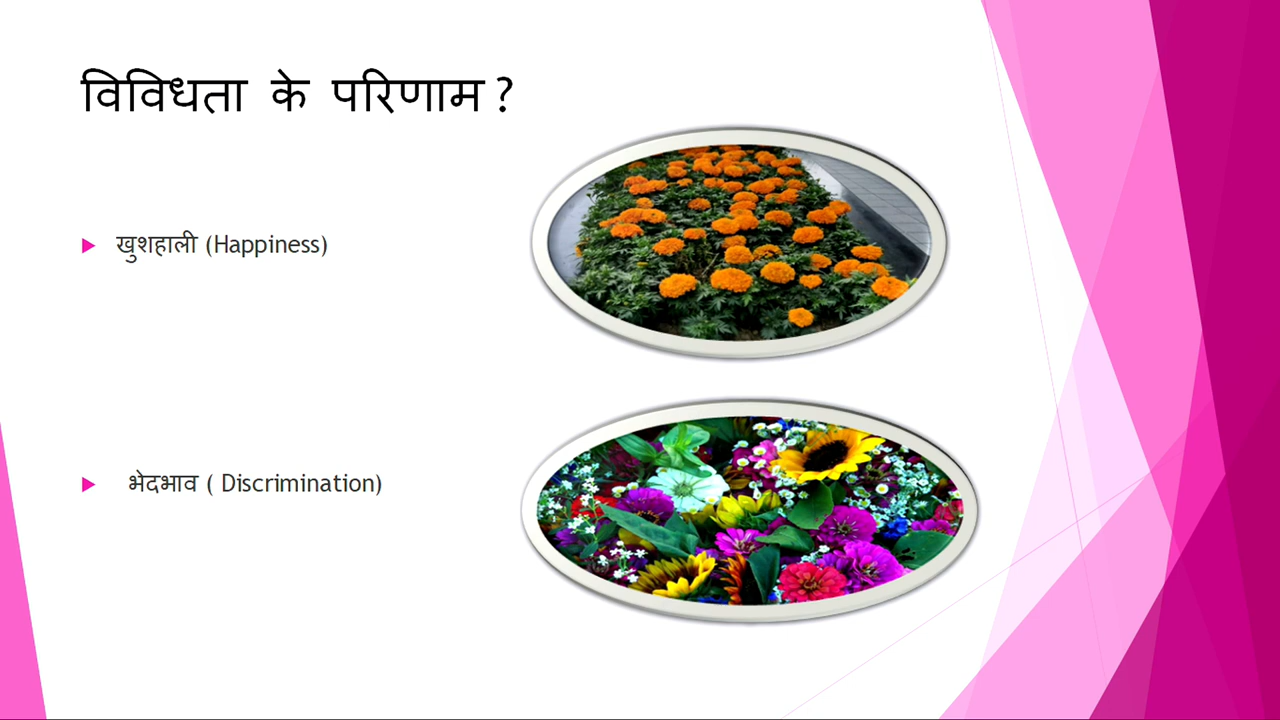 विविधता के परिणाम ?
खुशहाली (Happiness)
भेदभाव ( Discrimination)